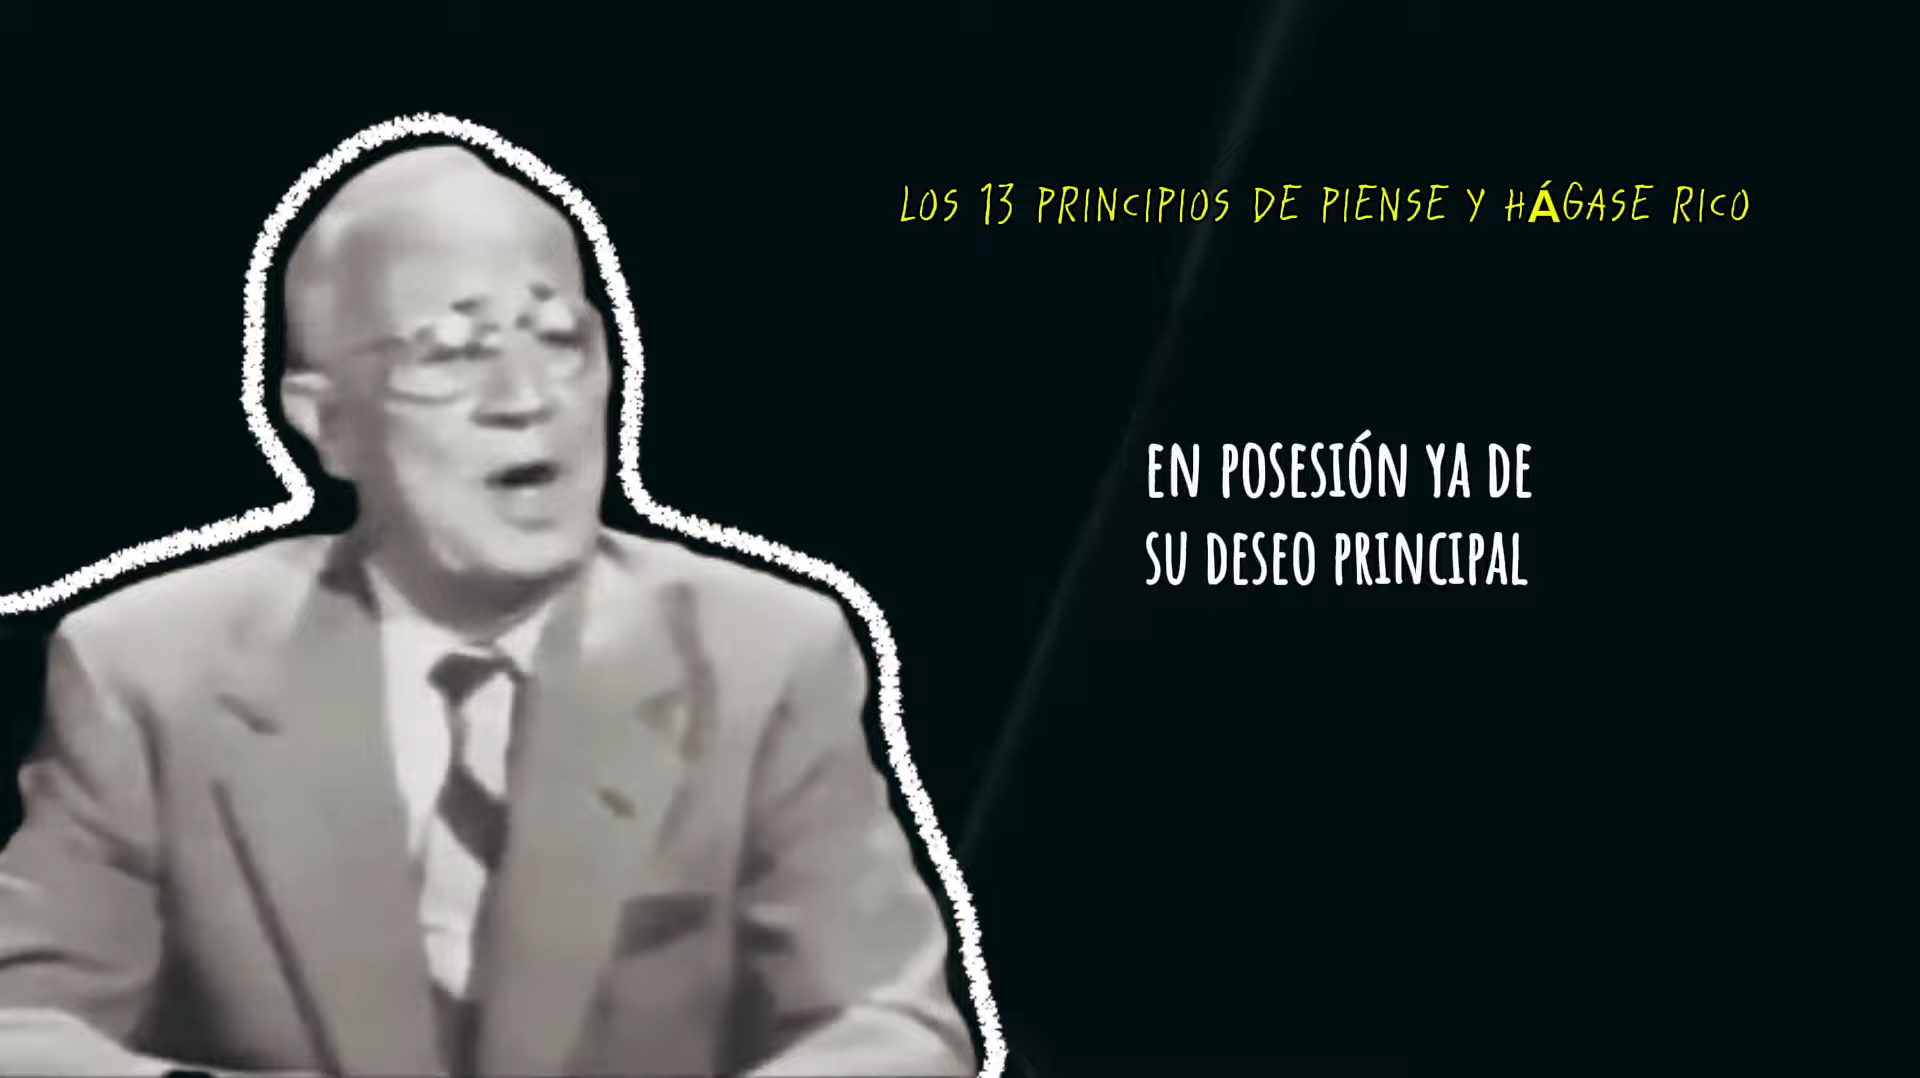 LOS 13 PRINCIPIOS DE PIENSE Y HÁGASE RICO
EN POSESIÓN YA DE
SU DESEO PRINCIPAL